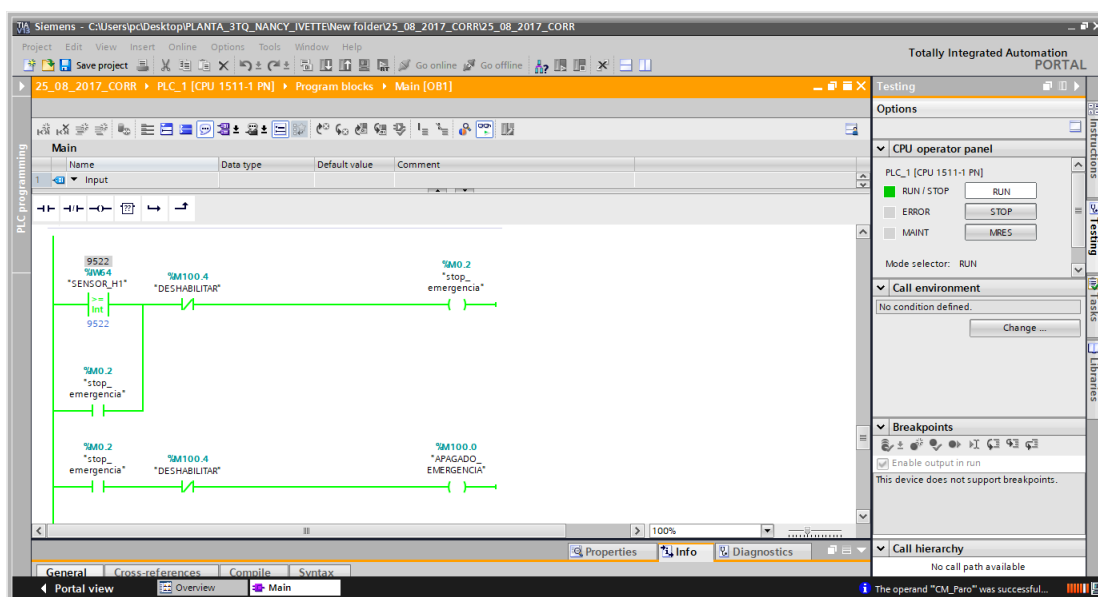 Siemens - C:\Users\pc\Desktop\PLANTA_3TQ_NANCY_IVETTE\New folder\25_08_2017_CORR\25_08_2017_CORR
Project Edit View Insert Online Options Tools Window Help
Totally Integrated Automation
PORTAL
Save project Go online Go offline
25_08_2017_CORR PLC_1 [CPU 1511-1 PN] Program blocks Main [OB1]
Testing
Options
Main
Name Data type Default value Comment
1 Input
CPU operator panel
PLC_1 [CPU 1511-1 PN]
RUN / STOP RUN
ERROR STOP
MAINT MRES
Mode selector: RUN
Call environment
No condition defined.
Change ...
Breakpoints
Enable output in run
This device does not support breakpoints.
Call hierarchy
No call path available
PLC programming
Instructions
Testing
Tasks
Libraries
??
9522
%IW64
"SENSOR_H1"
>=
Int
9522
%M100.4
"DESHABILITAR"
%M0.2
"stop_
emergencia"
%M0.2
"stop_
emergencia"
%M0.2
"stop_
emergencia"
%M100.4
"DESHABILITAR"
%M100.0
"APAGADO_
EMERGENCIA"
100%
Properties Info Diagnostics
General Cross-references Compile Syntax
Portal view Overview Main
The operand "CM_Paro" was successful...